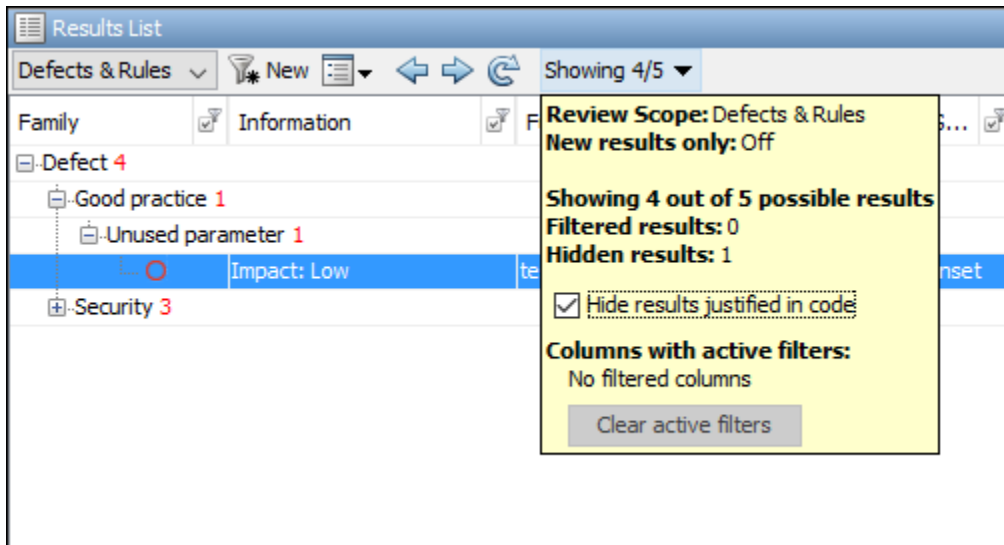 Results List
Defects & Rules New Showing 4/5
Family Information F S...
Review Scope: Defects & Rules
New results only: Off
Defect 4
Good practice 1
Showing 4 out of 5 possible results
Unused parameter 1
Filtered results: 0
Hidden results: 1
Impact: Low te nset
Security 3
Hide results justified in code
Columns with active filters:
No filtered columns
Clear active filters